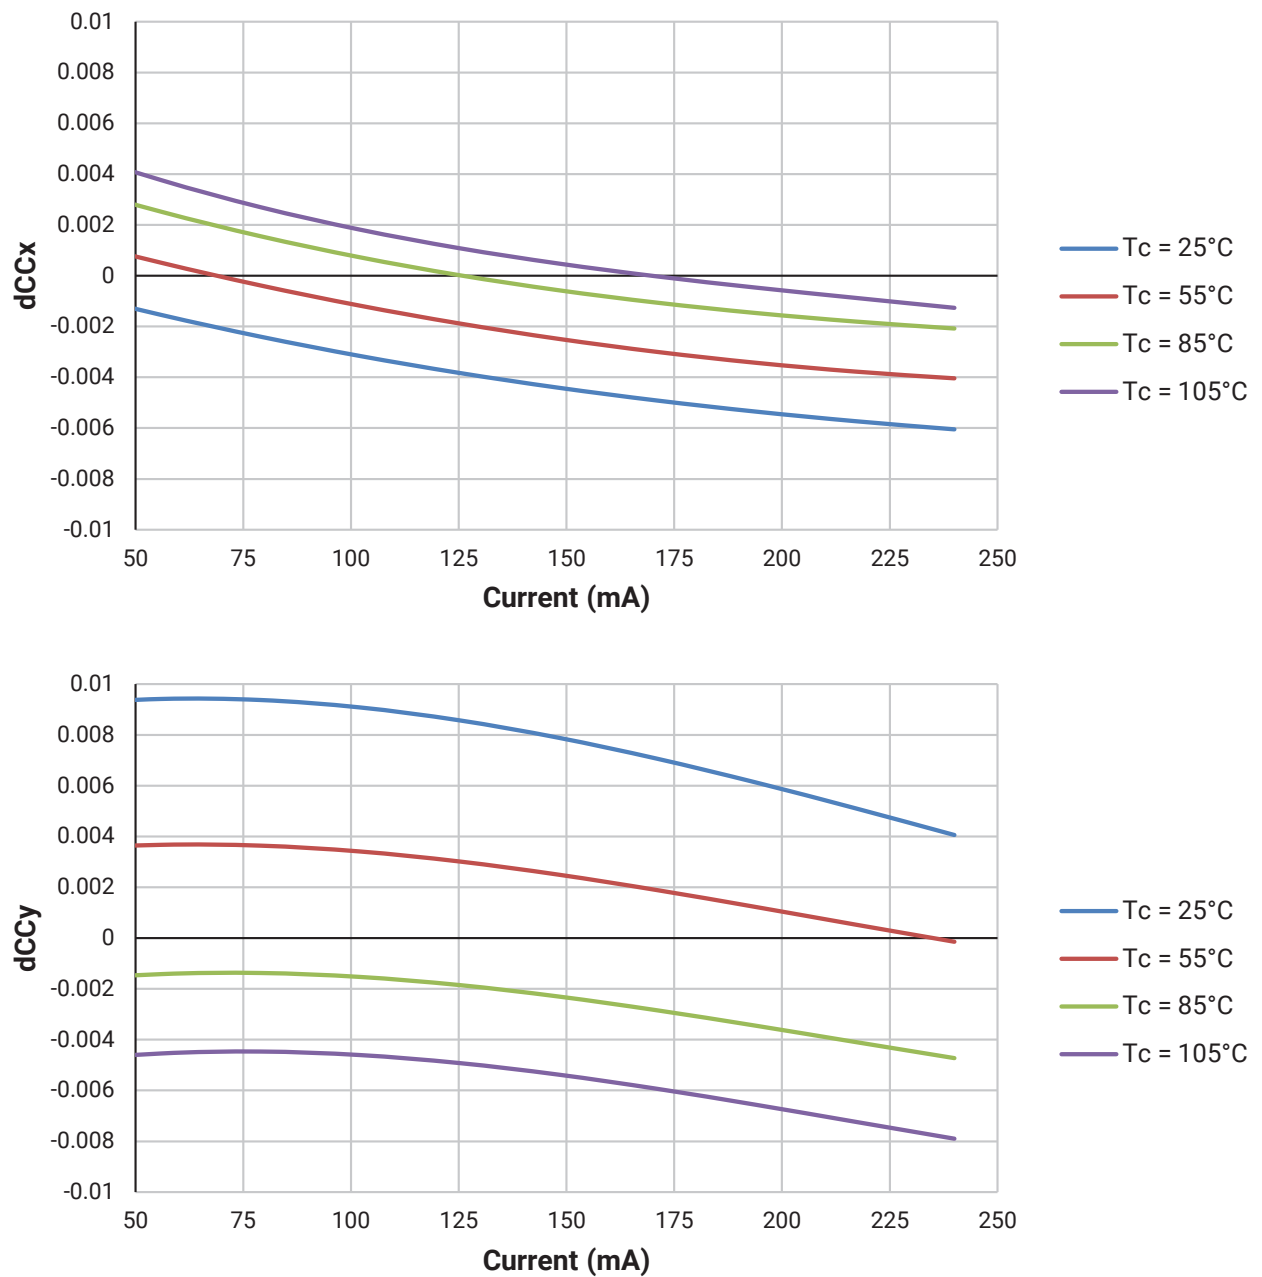 0.01
0.008
0.006
0.004
0.002
0
-0.002
-0.004
-0.006
-0.008
-0.01
dCCx
50 75 100 125 150 175 200 225 250
Current (mA)
Tc = 25°C
Tc = 55°C
Tc = 85°C
Tc = 105°C
0.01
0.008
0.006
0.004
0.002
0
-0.002
-0.004
-0.006
-0.008
-0.01
dCCy
50 75 100 125 150 175 200 225 250
Current (mA)
Tc = 25°C
Tc = 55°C
Tc = 85°C
Tc = 105°C